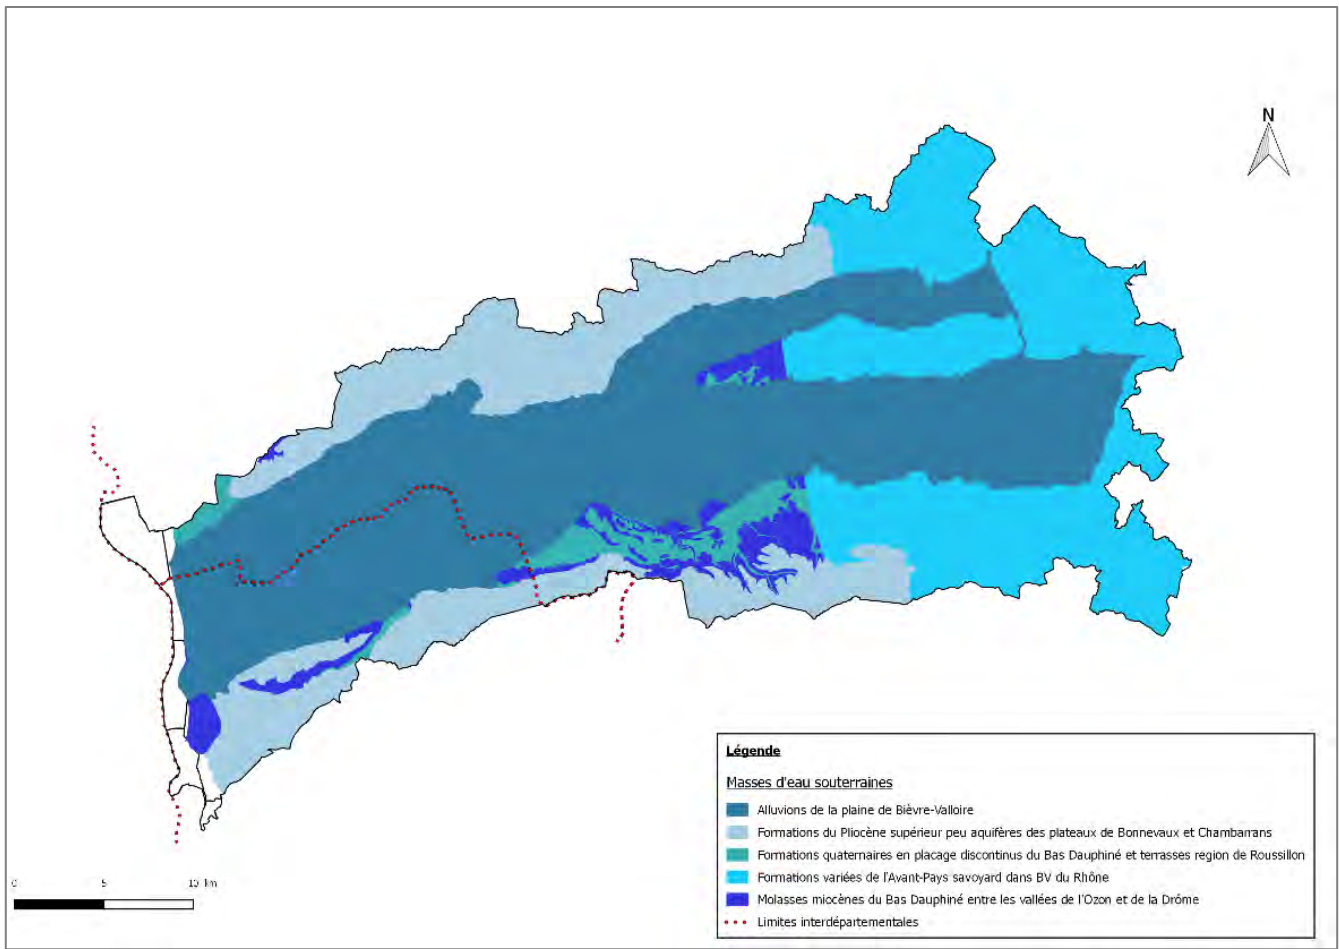 N
Légende
Masses d'eau souterraines
Alluvions de la plaine de Bièvre-Valloire
Formations du Pliocène supérieur peu aquifères des plateaux de Bonnevaux et Chambarrans
Formations quaternaires en placage discontinus du Bas Dauphiné et terrasses region de Roussillon
Formations variées de l'Avant-Pays savoyard dans BV du Rhône
Molasses miocènes du Bas Dauphiné entre les vallées de l'Ozon et de la Drôme
Limites interdépartementales
0 5 10 km